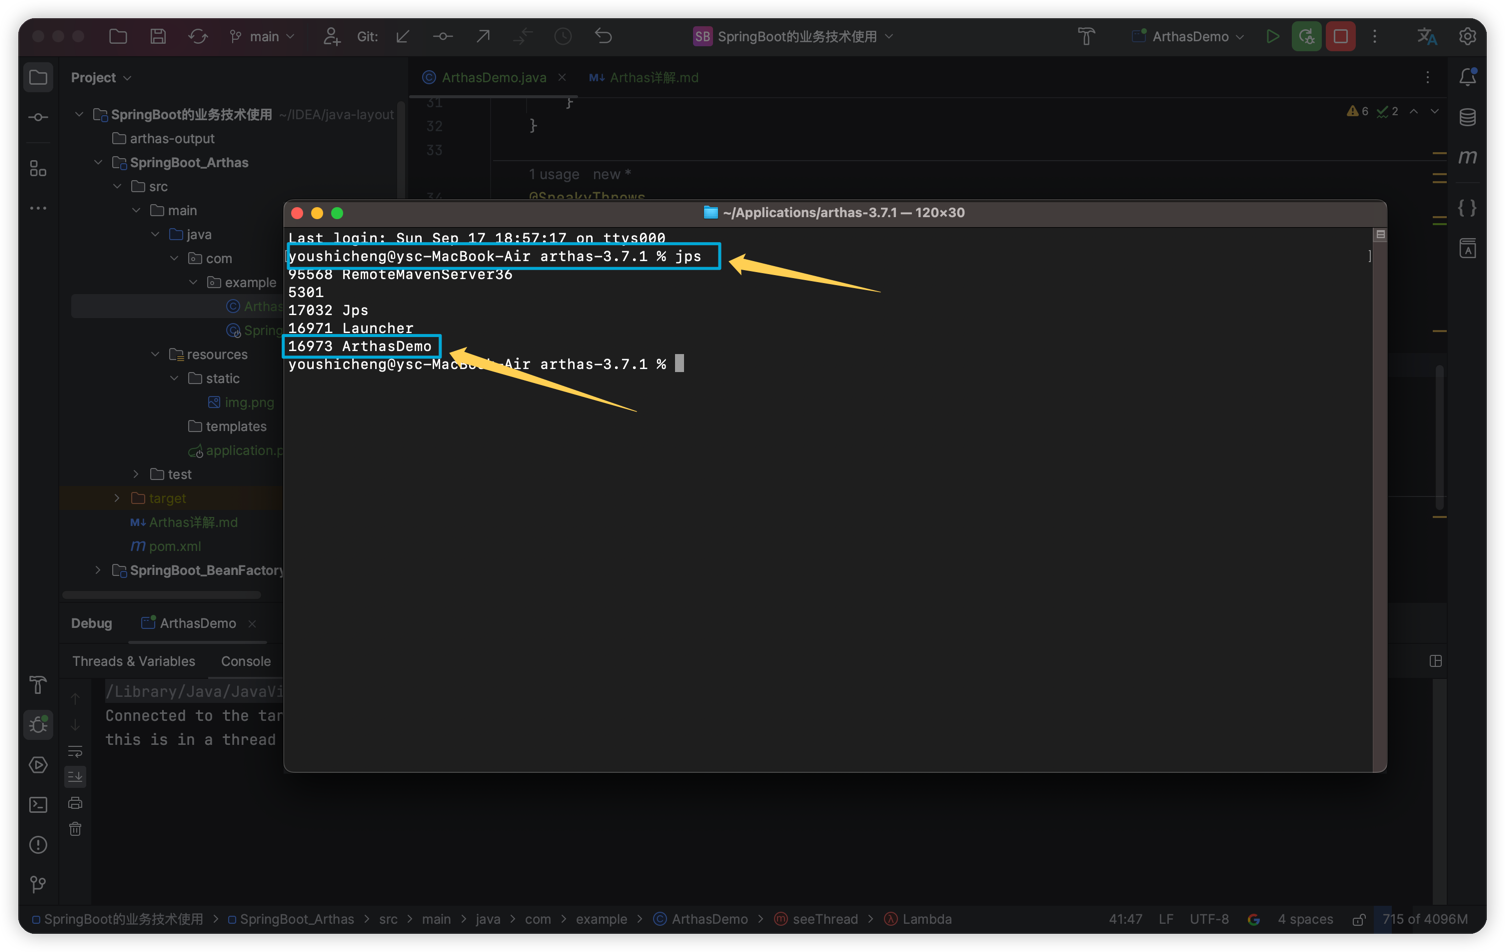 main
Git:
SB SpringBoot的业务技术使用
ArthasDemo
Project
ArthasDemo.java
M↓ Arthas详解.md
SpringBoot的业务技术使用 ~/IDEA/java-layout
arthas-output
SpringBoot_Arthas
src
main
java
com
example
Arthas
Spring
resources
static
img.png
templates
application.p
test
target
M↓ Arthas详解.md
m pom.xml
SpringBoot_BeanFactory
31 }
32 }
33
6 2
1 usage new *
34 @SneakyThrows
~/Applications/arthas-3.7.1 — 120×30
Last login: Sun Sep 17 18:57:17 on ttys000
youshicheng@ysc-MacBook-Air arthas-3.7.1 % jps
95568 RemoteMavenServer36
5301
17032 Jps
16971 Launcher
16973 ArthasDemo
youshicheng@ysc-MacBook-Air arthas-3.7.1 %
Debug
ArthasDemo
Threads & Variables
Console
/Library/Java/JavaVi
Connected to the tar
this is in a thread
SpringBoot的业务技术使用 > SpringBoot_Arthas > src > main > java > com > example > ArthasDemo > seeThread > Lambda
41:47 LF UTF-8 4 spaces 715 of 4096M